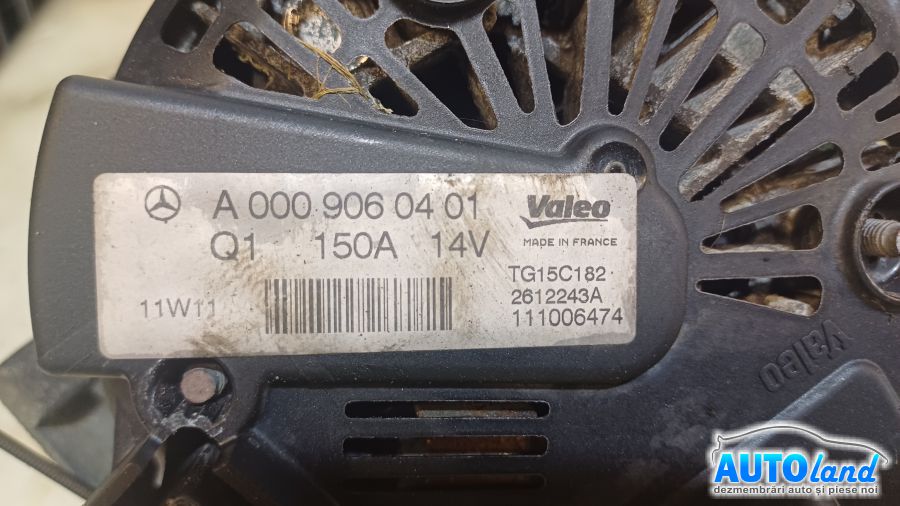 A 000 906 04 01
Q1 150A 14V
11W11
Valeo
MADE IN FRANCE
TG15C182
2612243A
111006474
Valeo
AUTOland
dezmembrări auto și piese noi